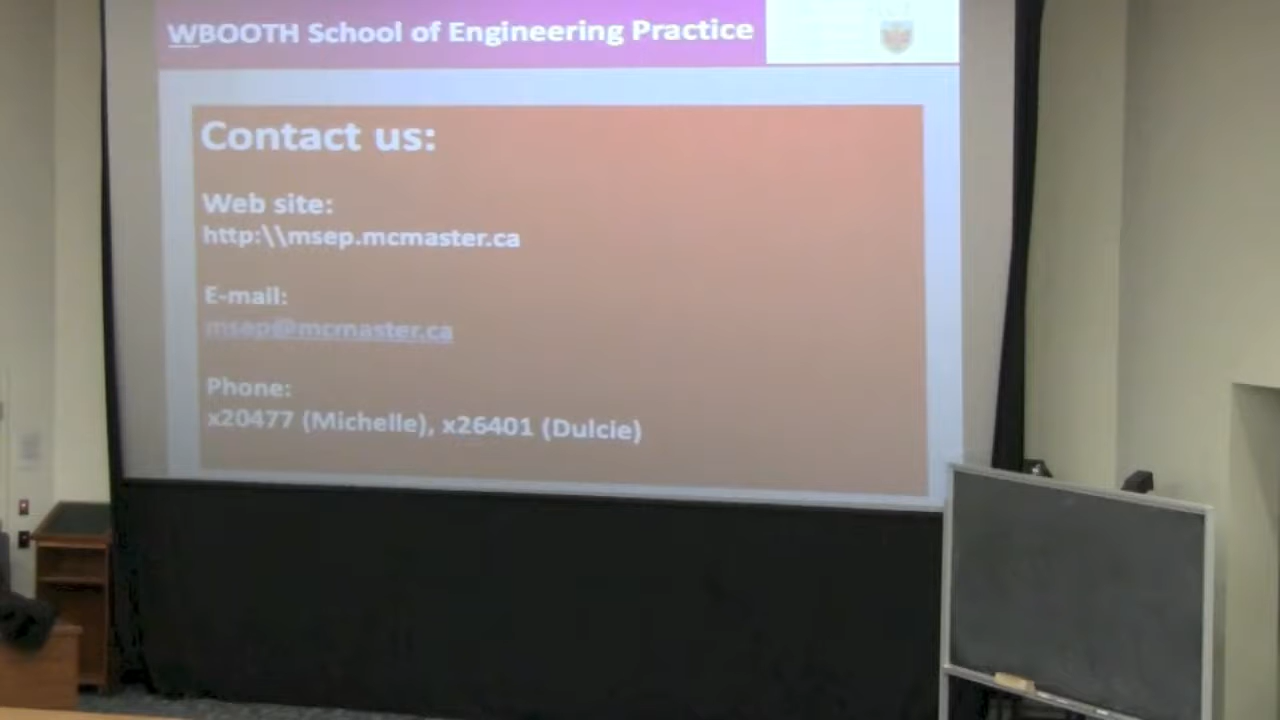 WBOOTH School of Engineering Practice
Contact us:
Web site:
http:\\msep.mcmaster.ca
E-mail:
msep@mcmaster.ca
Phone:
x20477 (Michelle), x26401 (Dulcie)